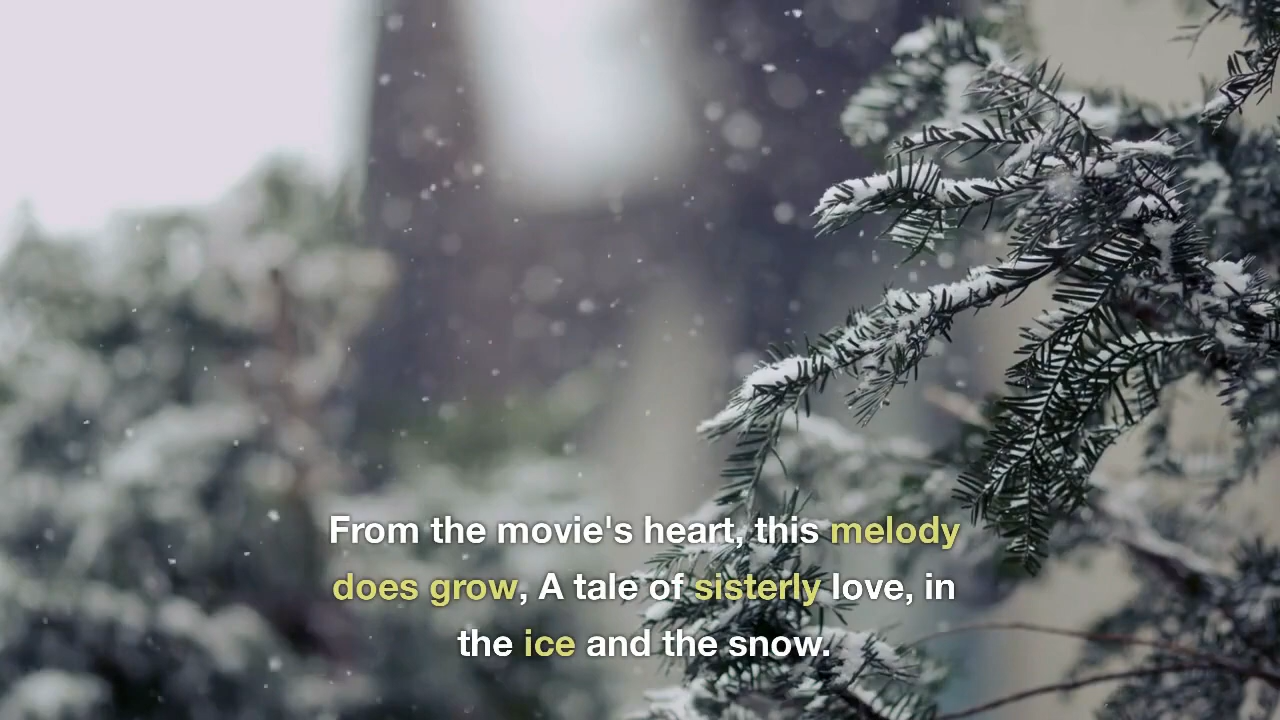 From the movie's heart, this melody
does grow, A tale of sisterly love, in
the ice and the snow.